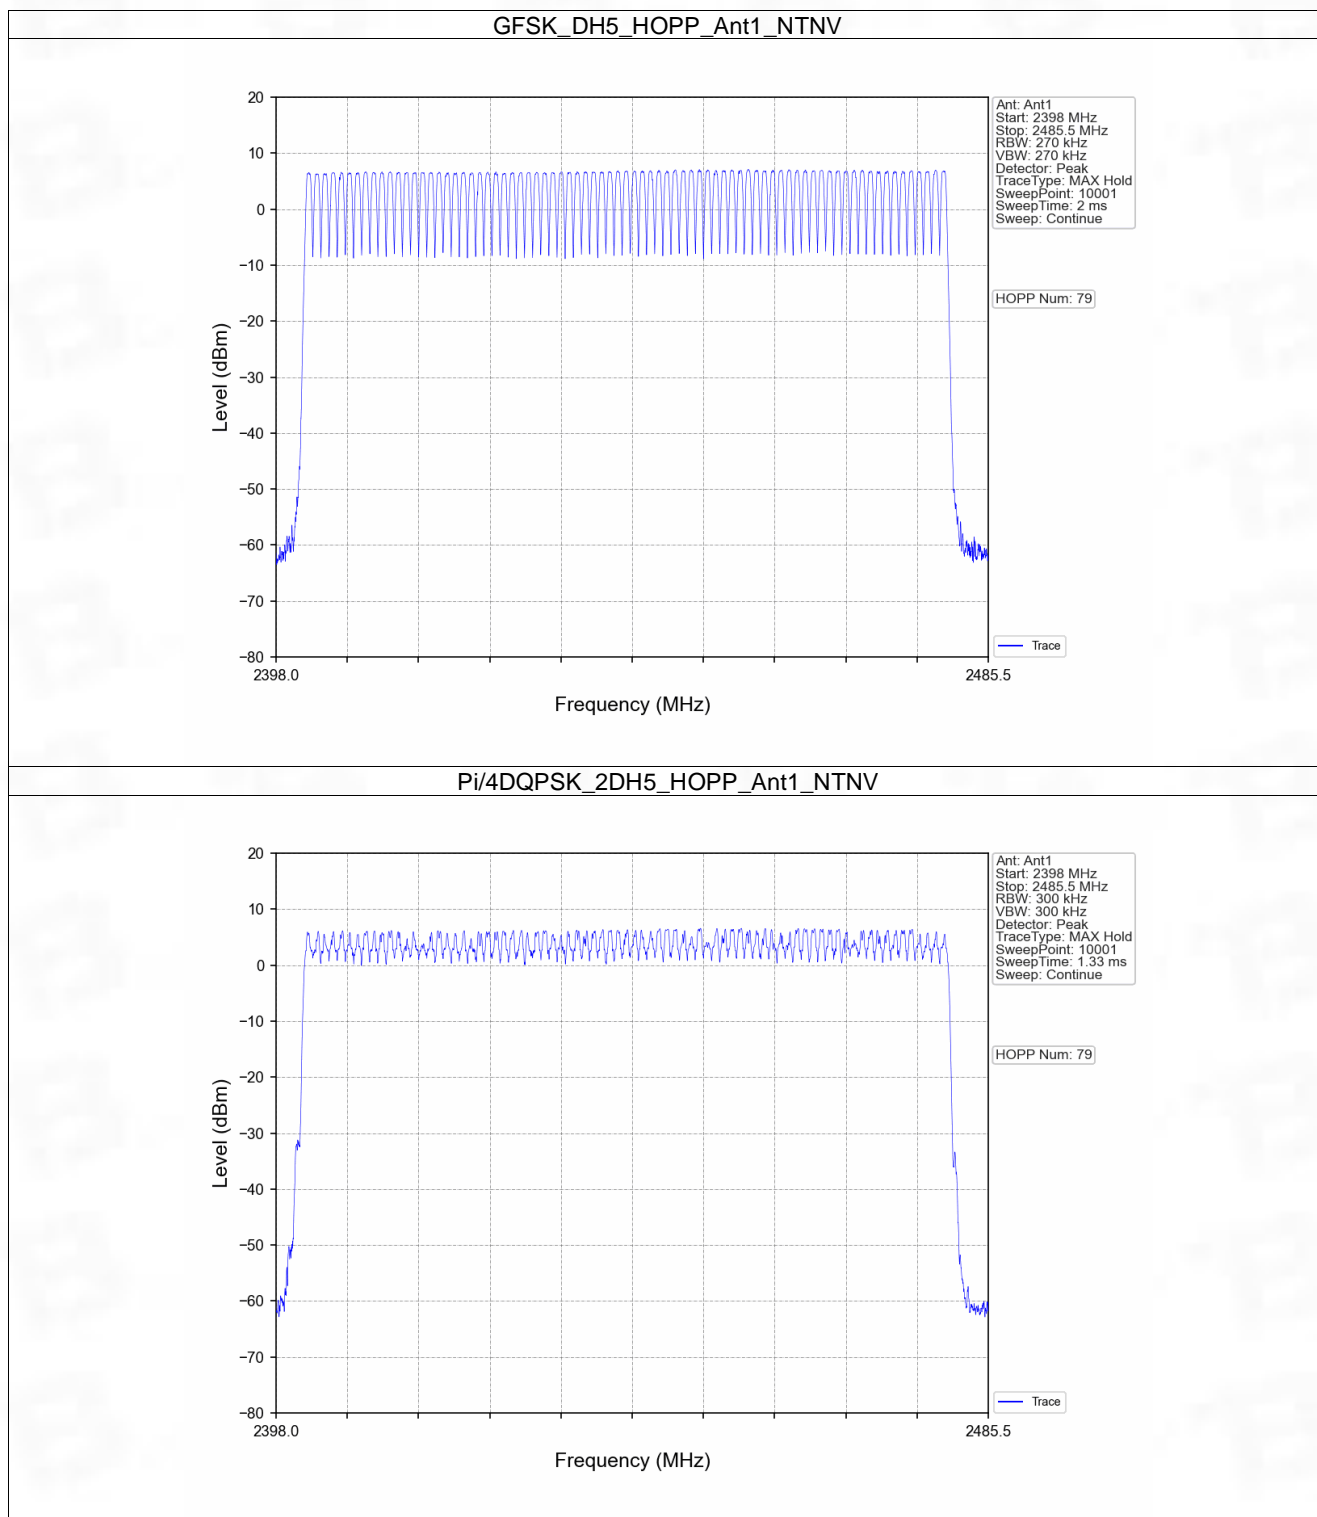 GFSK_DH5_HOPP_Ant1_NTNV
20
10
0
−10
−20
−30
−40
−50
−60
−70
−80
Level (dBm)
2398.0
2485.5
Frequency (MHz)
Ant: Ant1
Start: 2398 MHz
Stop: 2485.5 MHz
RBW: 270 kHz
VBW: 270 kHz
Detector: Peak
TraceType: MAX Hold
SweepPoint: 10001
SweepTime: 2 ms
Sweep: Continue
HOPP Num: 79
Trace
Pi/4DQPSK_2DH5_HOPP_Ant1_NTNV
20
10
0
−10
−20
−30
−40
−50
−60
−70
−80
Level (dBm)
2398.0
2485.5
Frequency (MHz)
Ant: Ant1
Start: 2398 MHz
Stop: 2485.5 MHz
RBW: 300 kHz
VBW: 300 kHz
Detector: Peak
TraceType: MAX Hold
SweepPoint: 10001
SweepTime: 1.33 ms
Sweep: Continue
HOPP Num: 79
Trace